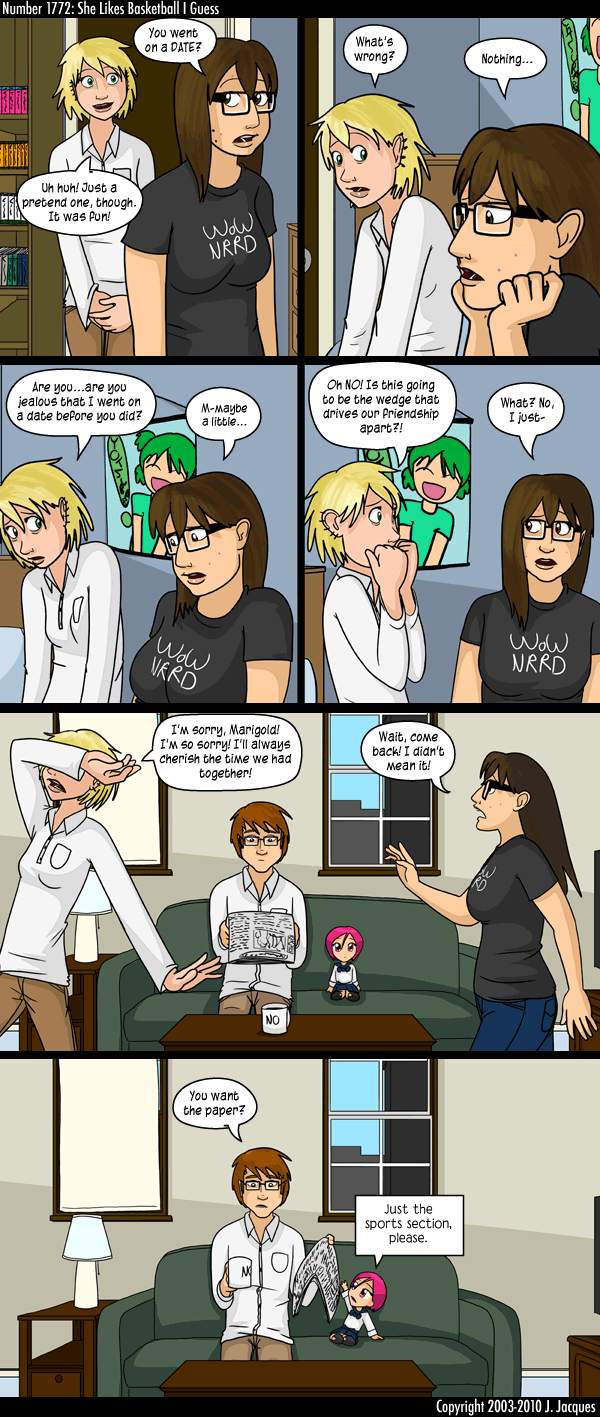 Number 1772: She Likes Basketball I Guess
You went
on a DATE?
Uh huh! Just a
pretend one, though.
It was fun!
WoW
NRRD
What's
wrong?
Nothing...
Are you...are you
jealous that I went on
a date before you did?
M-maybe
a little...
WoW
NRRD
Oh NO! Is this going
to be the wedge that
drives our friendship
apart?!
What? No,
I just-
WoW
NRRD
I'm sorry, Marigold!
I'm so sorry! I'll always
cherish the time we had
together!
Wait, come
back! I didn't
mean it!
NO
You want
the paper?
Just the
sports section,
please.
Copyright 2003-2010 J. Jacques